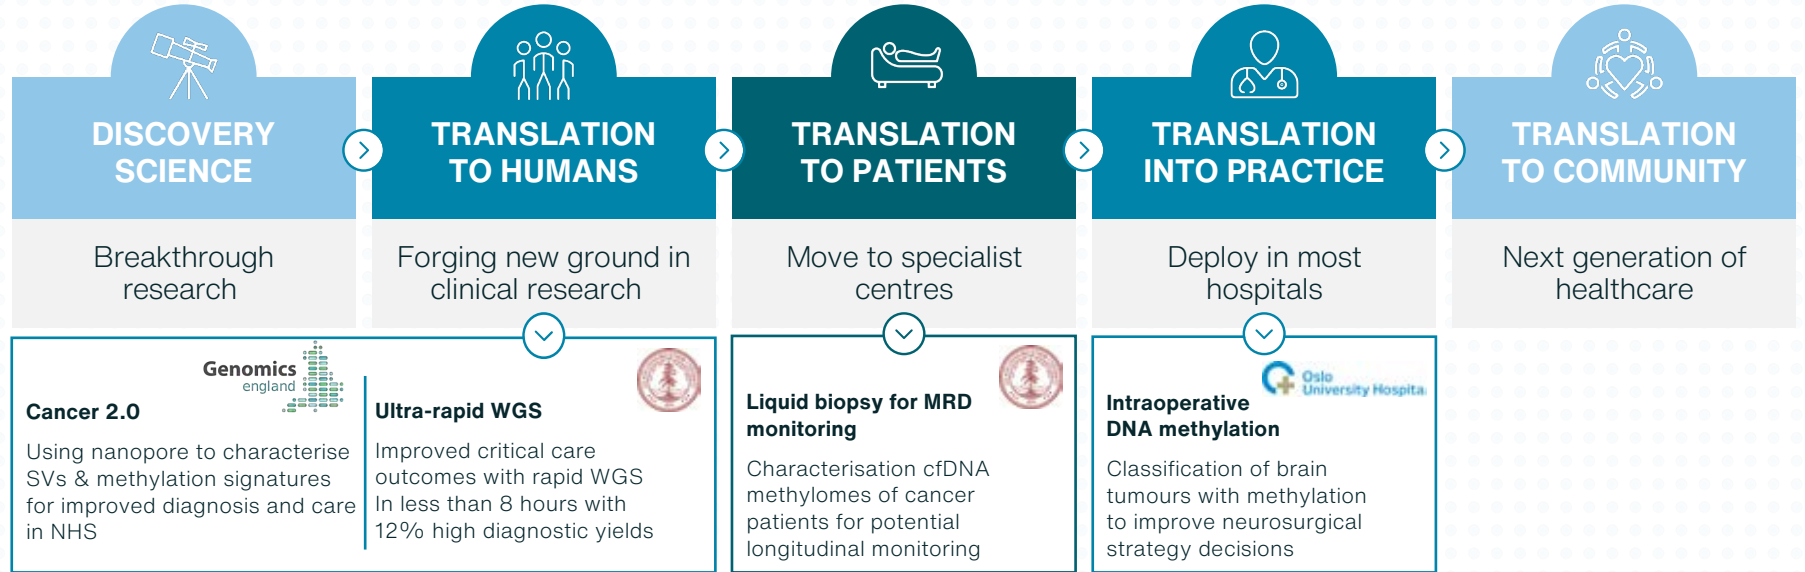 DISCOVERY
SCIENCE
TRANSLATION
TO HUMANS
TRANSLATION
TO PATIENTS
TRANSLATION
INTO PRACTICE
TRANSLATION
TO COMMUNITY
Breakthrough
research
Forging new ground in
clinical research
Move to specialist
centres
Deploy in most
hospitals
Next generation of
healthcare
Genomics
england
Cancer 2.0
Using nanopore to characterise
SVs & methylation signatures
for improved diagnosis and care
in NHS
Ultra-rapid WGS
Improved critical care
outcomes with rapid WGS
In less than 8 hours with
12% high diagnostic yields
Liquid biopsy for MRD
monitoring
Characterisation cfDNA
methylomes of cancer
patients for potential
longitudinal monitoring
Oslo
University Hospita
Intraoperative
DNA methylation
Classification of brain
tumours with methylation
to improve neurosurgical
strategy decisions